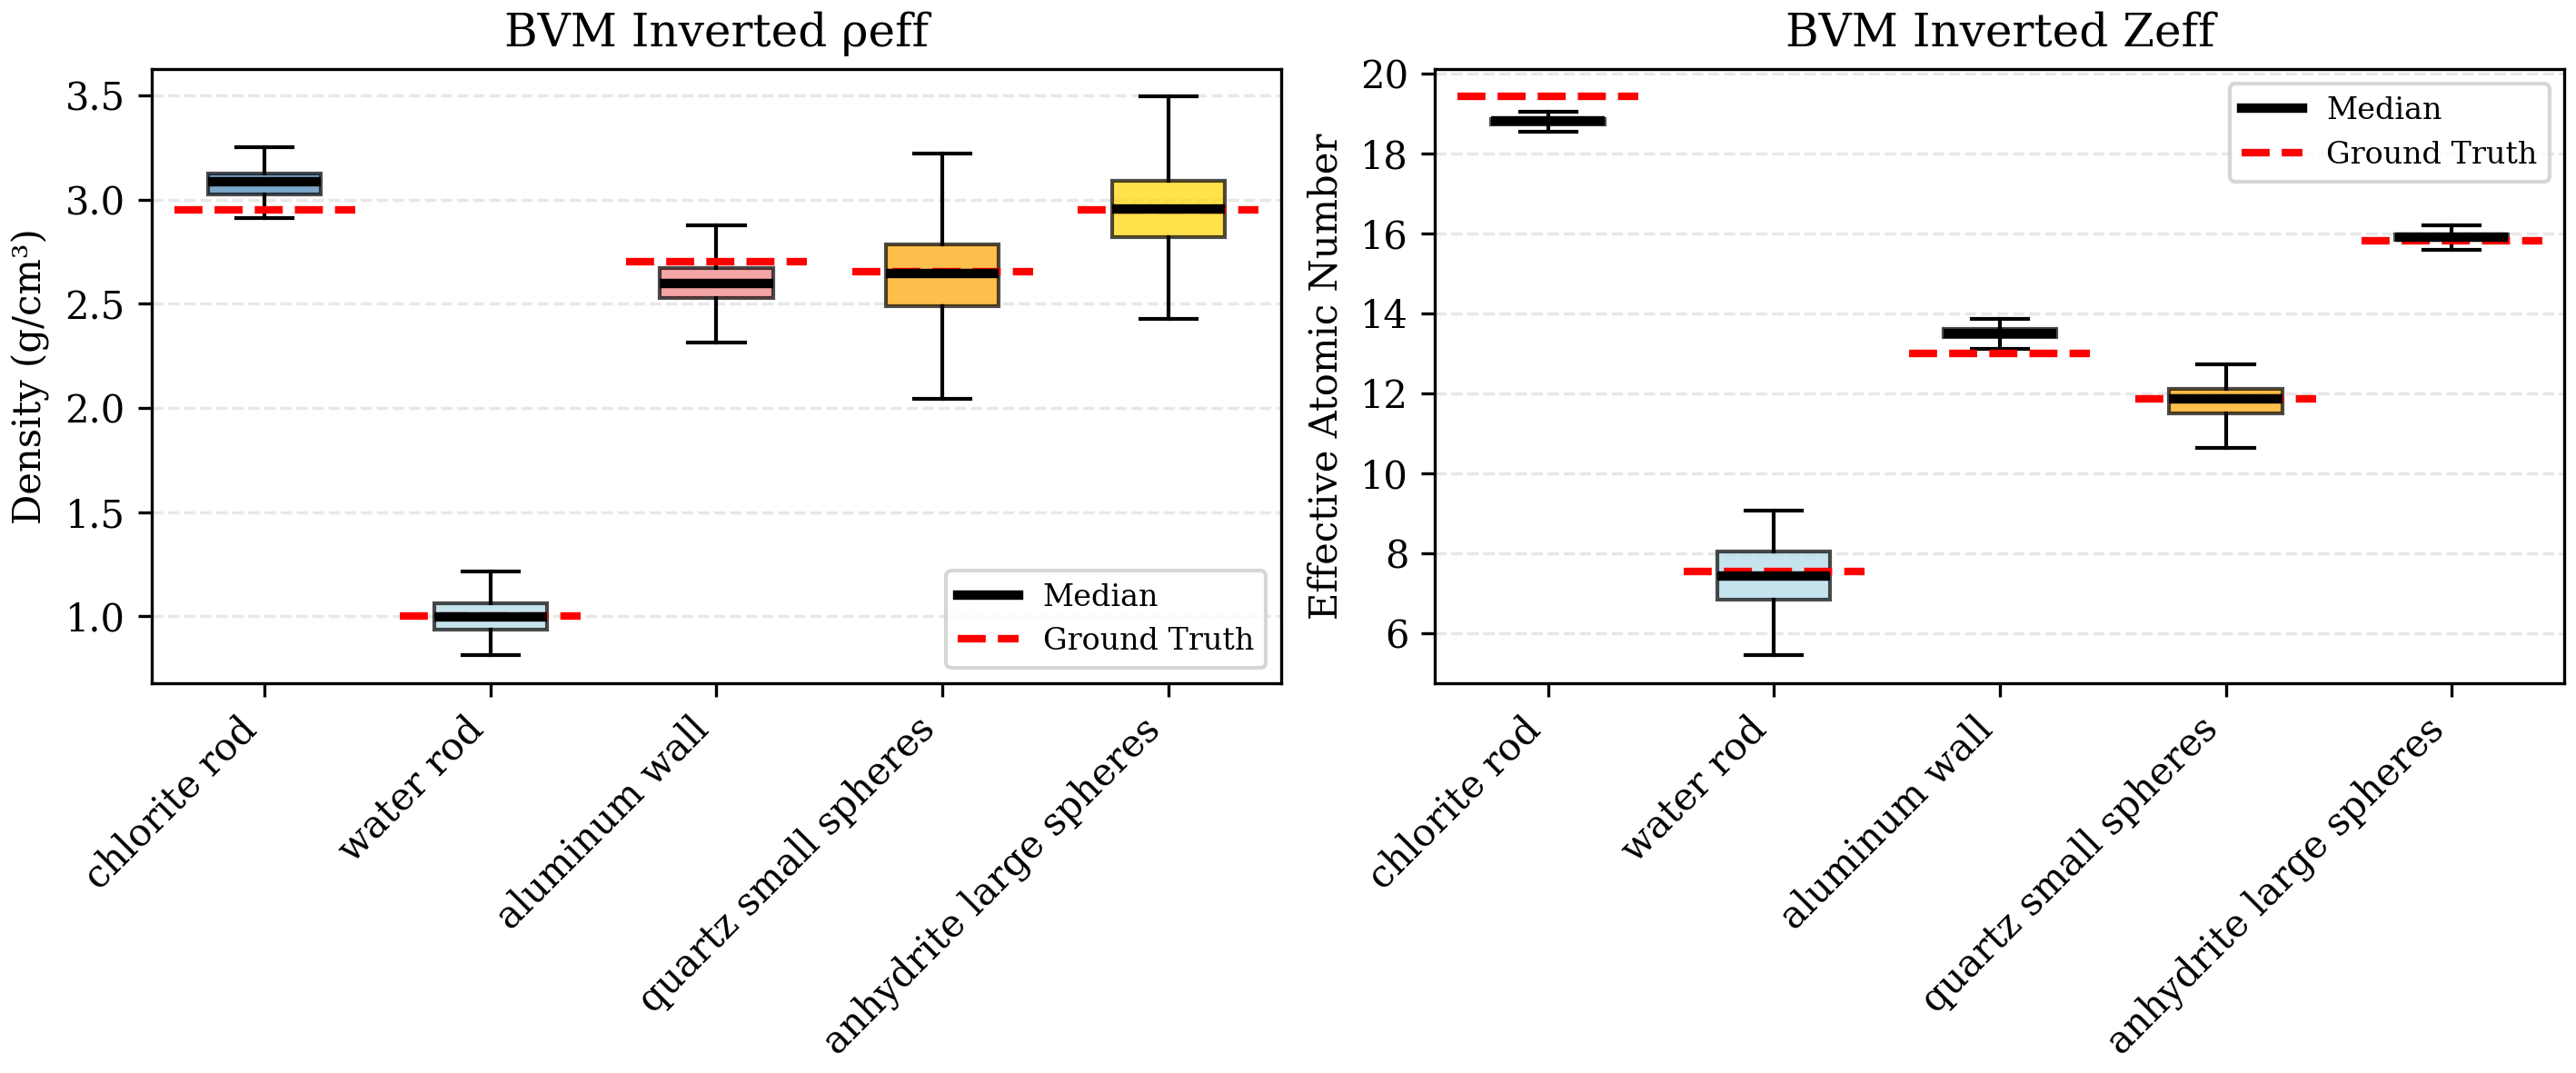 BVM Inverted ρeff
Density (g/cm³)
3.5
3.0
2.5
2.0
1.5
1.0
Median
Ground Truth
chlorite rod
water rod
aluminum wall
quartz small spheres
anhydrite large spheres
BVM Inverted Zeff
Effective Atomic Number
20
18
16
14
12
10
8
6
Median
Ground Truth
chlorite rod
water rod
aluminum wall
quartz small spheres
anhydrite large spheres